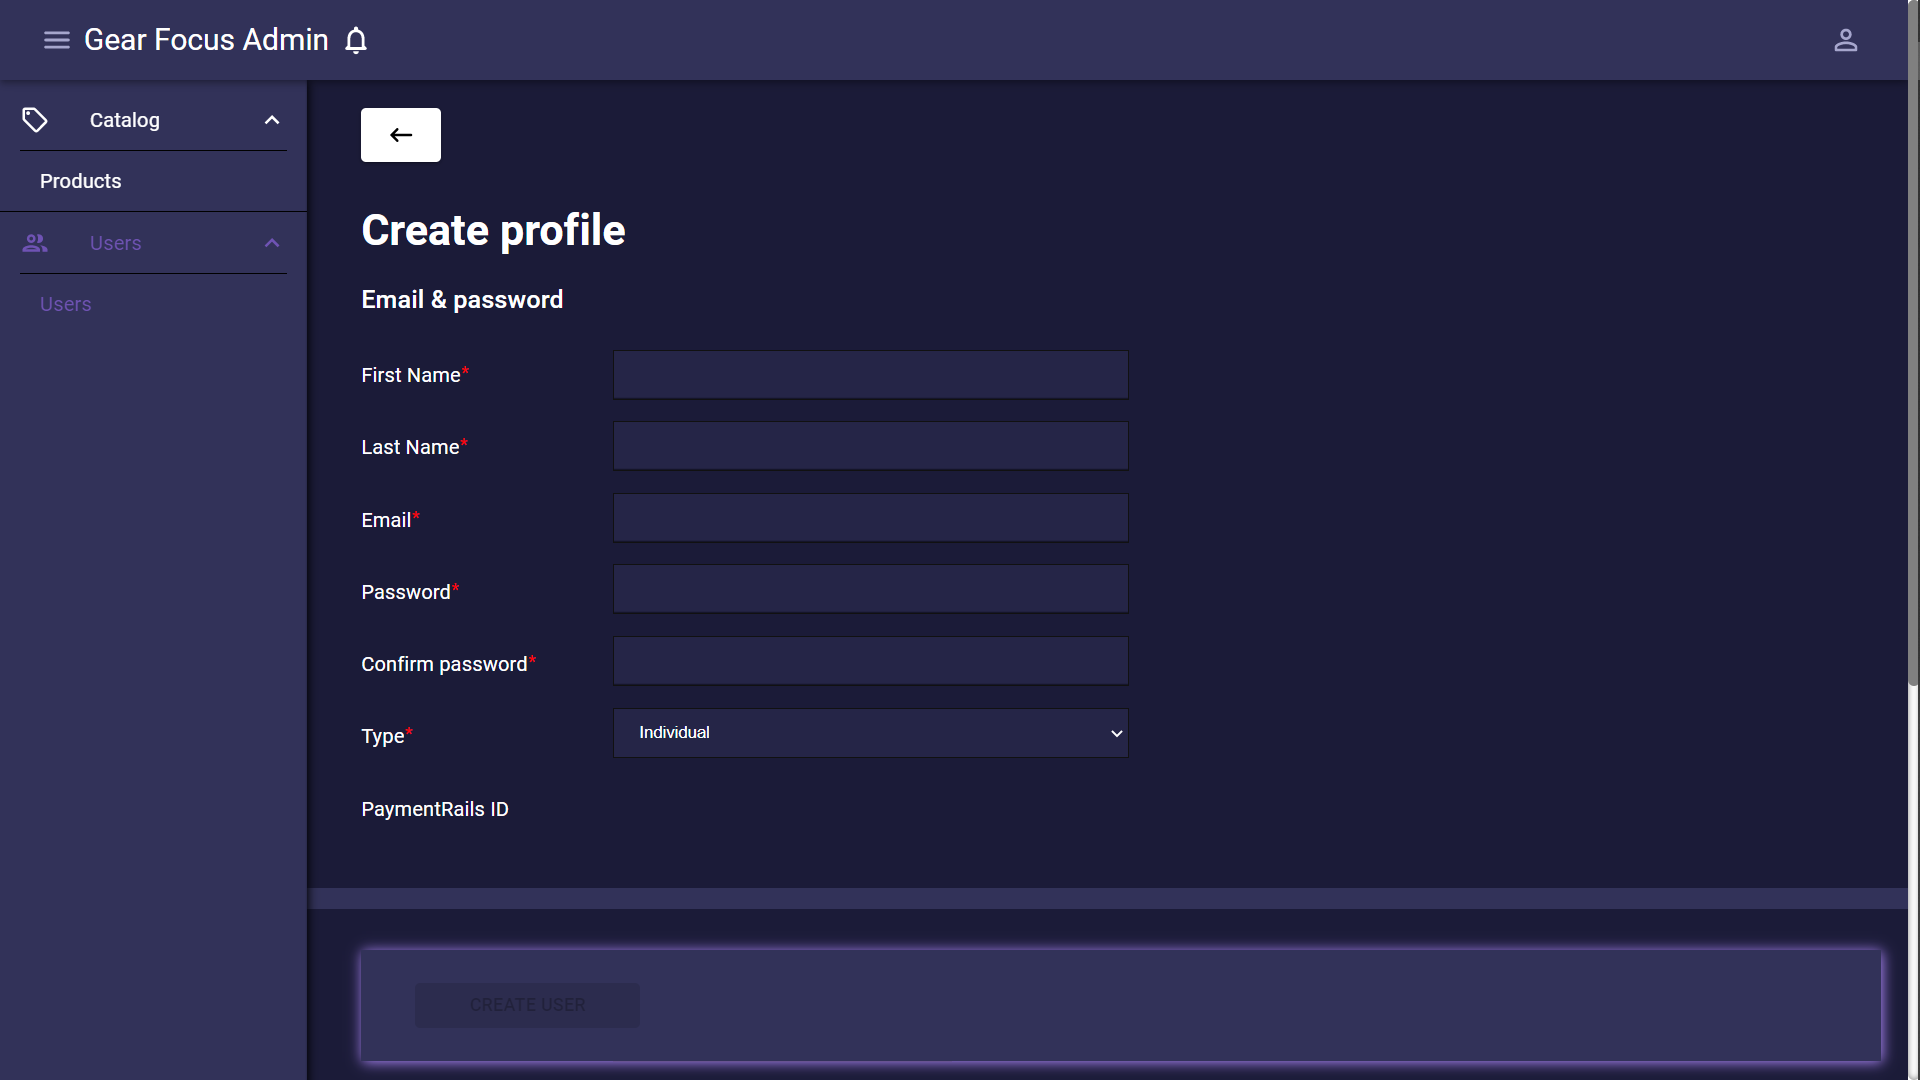 Gear Focus Admin
Catalog
Products
Users
Users
Create profile
Email & password
First Name*
Last Name*
Email*
Password*
Confirm password*
Type*
Individual
PaymentRails ID
CREATE USER